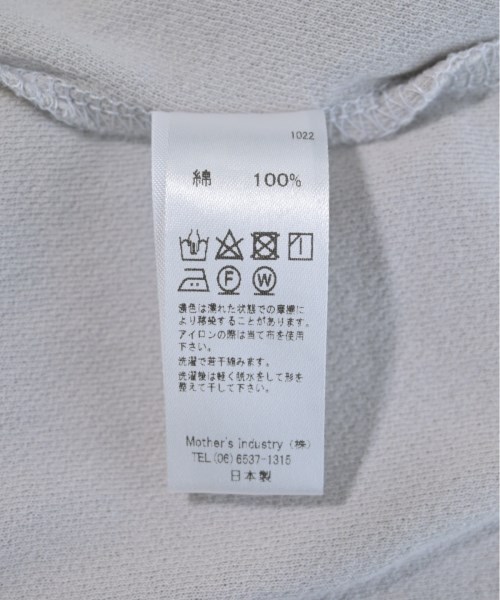 1022
綿 100%
F W
濃色は濡れた状態での摩擦に
より移染することがあります。
アイロンの際は当て布を使用
下さい。
洗濯で若干縮みます。
洗濯後は軽く脱水をして形を
整えて干して下さい。
Mother's Industry (株)
TEL(06)6537-1315
日本製